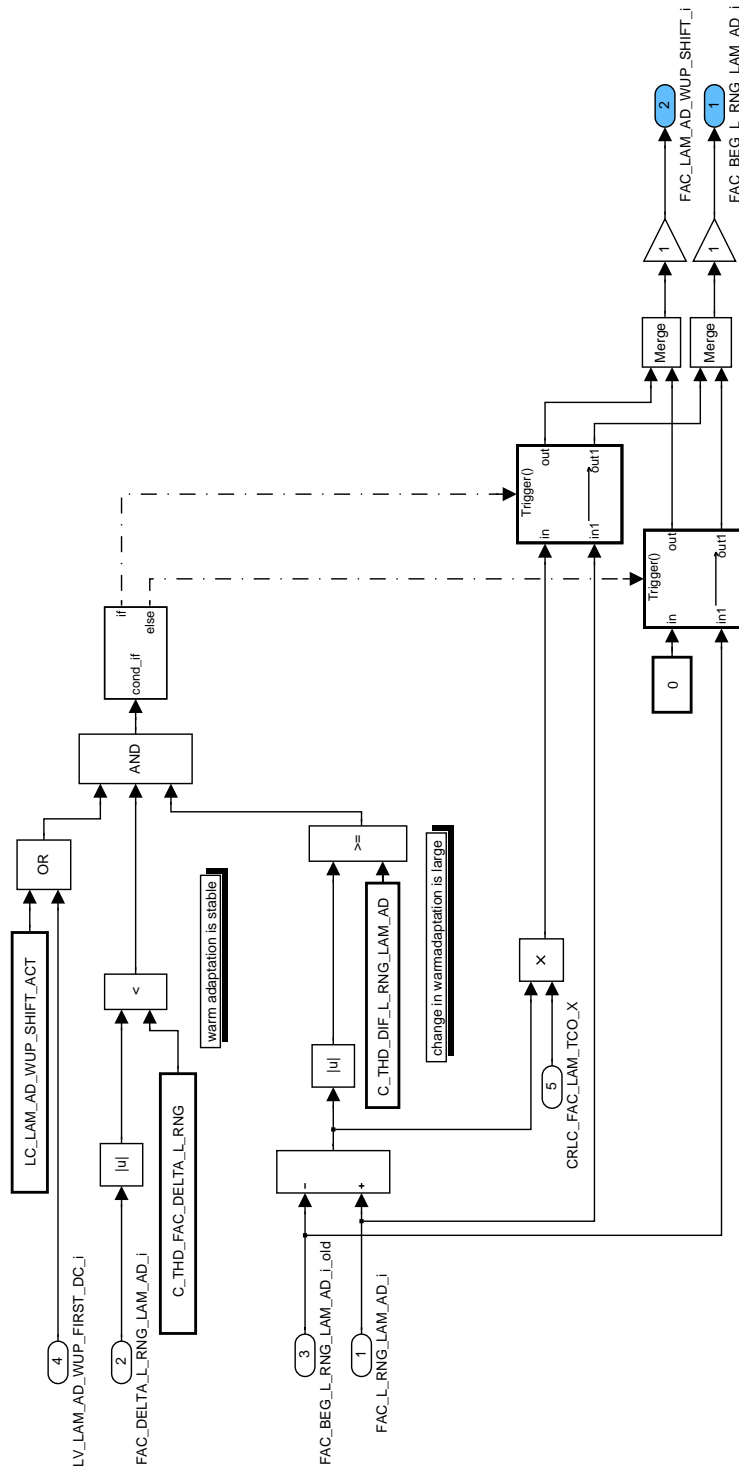 LC_LAM_AD_WUP_SHIFT_ACT
4
LV_LAM_AD_WUP_FIRST_DC_i
OR
2
FAC_DELTA_L_RNG_LAM_AD_i
|u|
C_THD_FAC_DELTA_L_RNG
<
warm adaptation is stable
AND
cond_if
if
else
3
FAC_BEG_L_RNG_LAM_AD_i_old
1
FAC_L_RNG_LAM_AD_i
-
+
|u|
C_THD_DIF_L_RNG_LAM_AD
>=
change in warmadaptation is large
5
CRLC_FAC_LAM_TCO_X
×
Trigger()
in
out
in1
out1
0
Trigger()
in
out
in1
out1
Merge
Merge
1
1
2
FAC_LAM_AD_WUP_SHIFT_i
1
FAC_BEG_L_RNG_LAM_AD_i